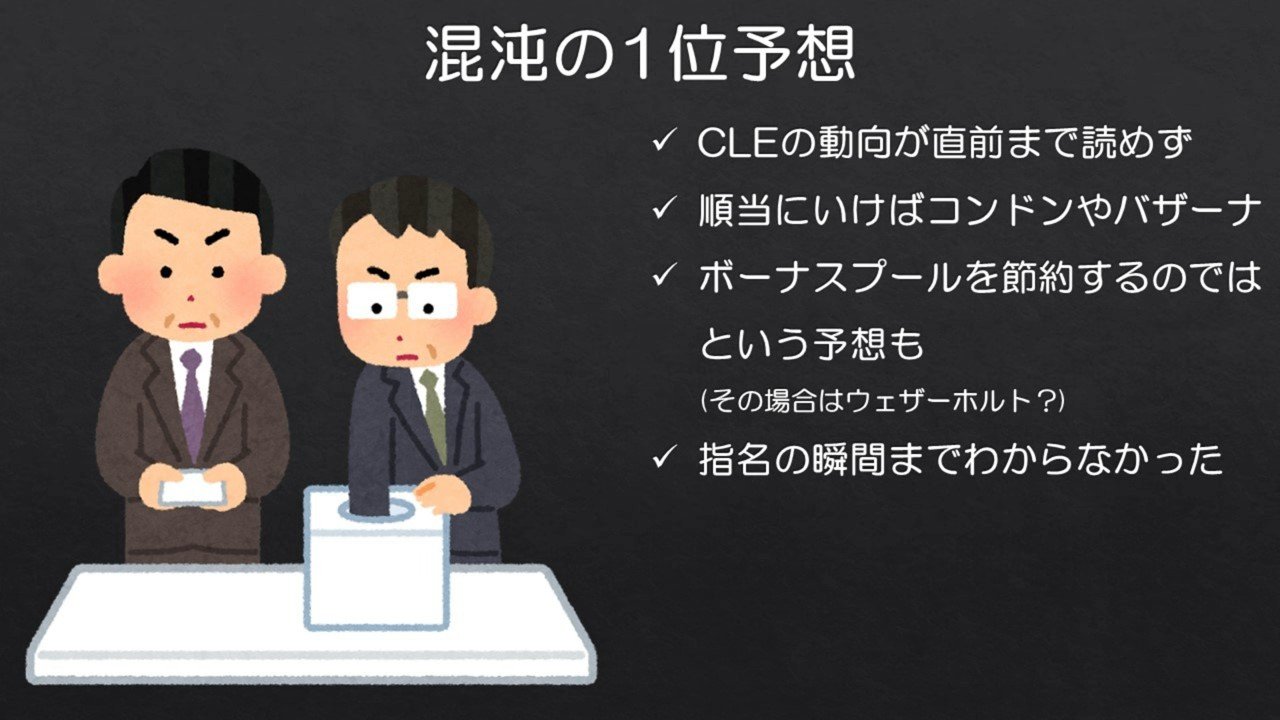 混沌の1位予想
✓ CLEの動向が直前まで読めず
✓ 順当にいけばコンドンやバザーナ
✓ ボーナスプールを節約するのでは
という予想も
(その場合はウェザーホルト?)
✓ 指名の瞬間までわからなかった